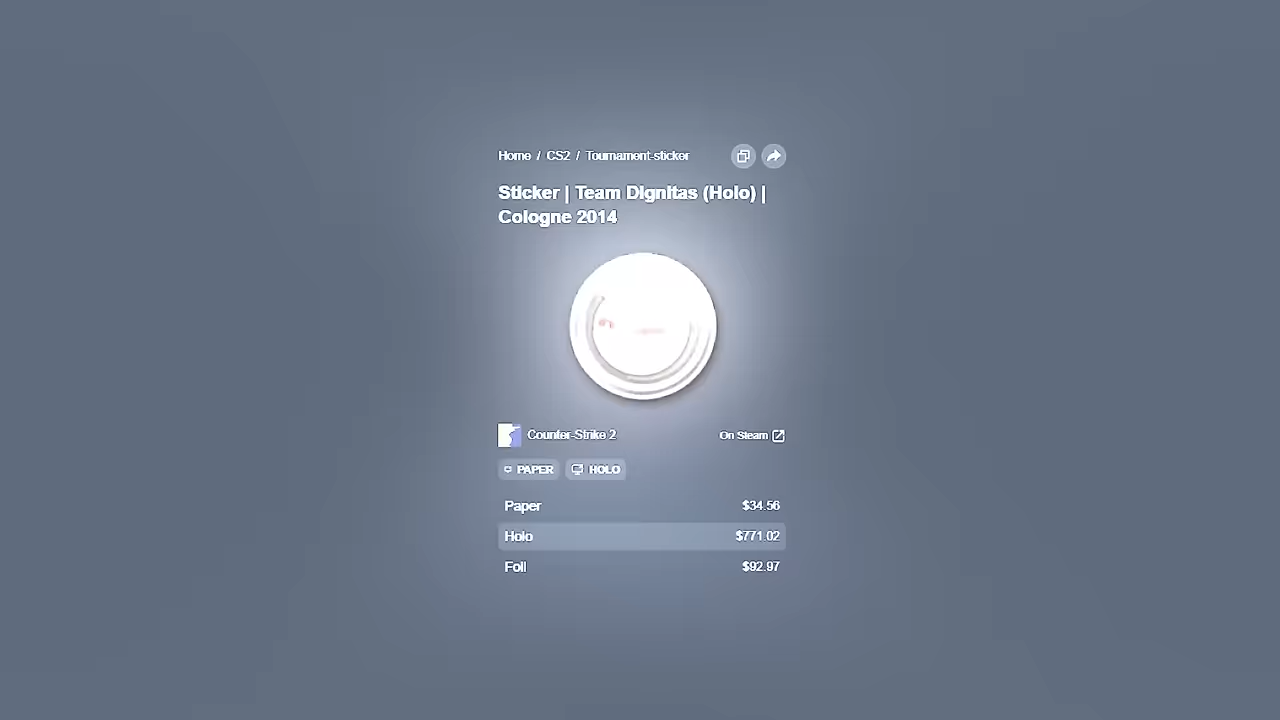 Home / CS2 / Tournament-sticker
Sticker | Team Dignitas (Holo) |
Cologne 2014
Counter-Strike 2
On Steam
PAPER
HOLO
Paper $34.56
Holo $771.02
Foil $92.97